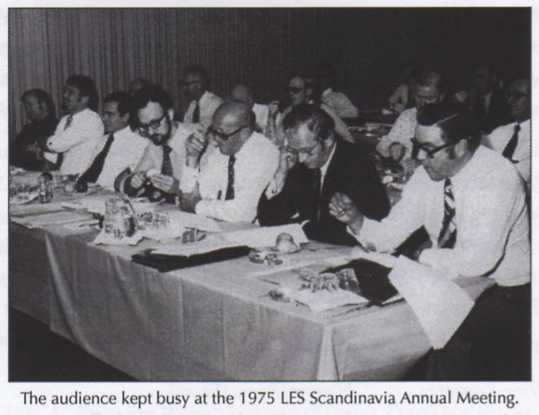 The audience kept busy at the 1975 LES Scandinavia Annual Meeting.